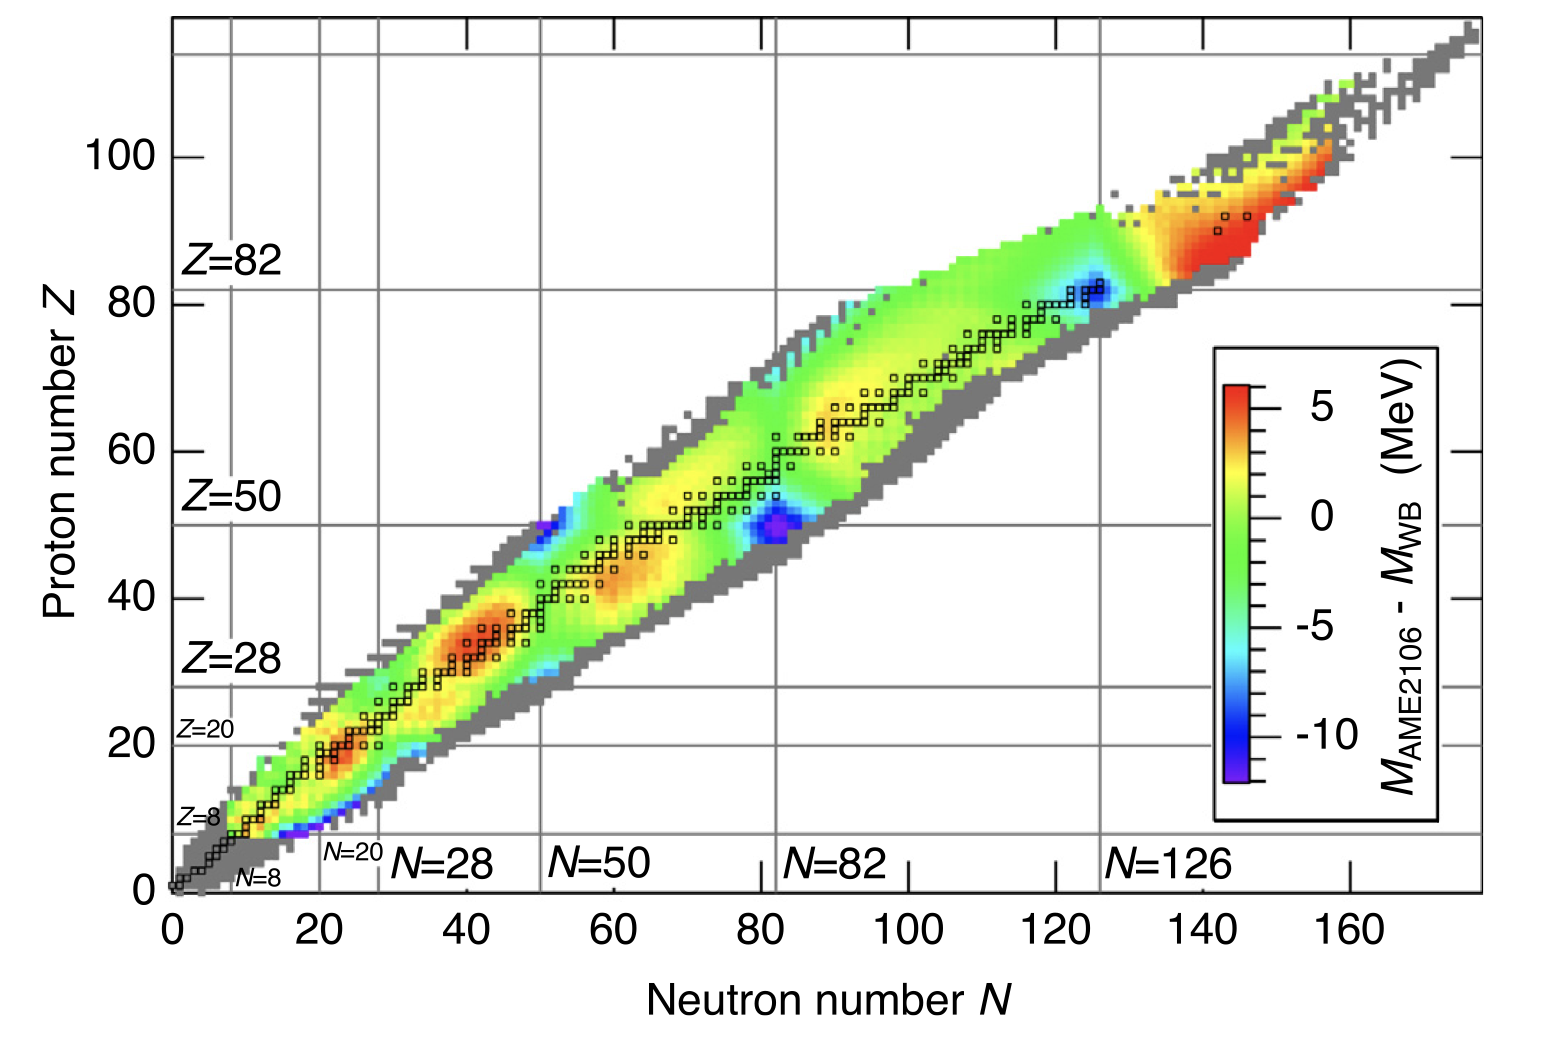 Proton number Z
100
80
60
40
20
0
Z=82
Z=50
Z=28
Z=20
Z=8
N=8
N=20
N=28
N=50
N=82
N=126
0 20 40 60 80 100 120 140 160
Neutron number N
5
0
-5
-10
MAME2106 - MWB (MeV)